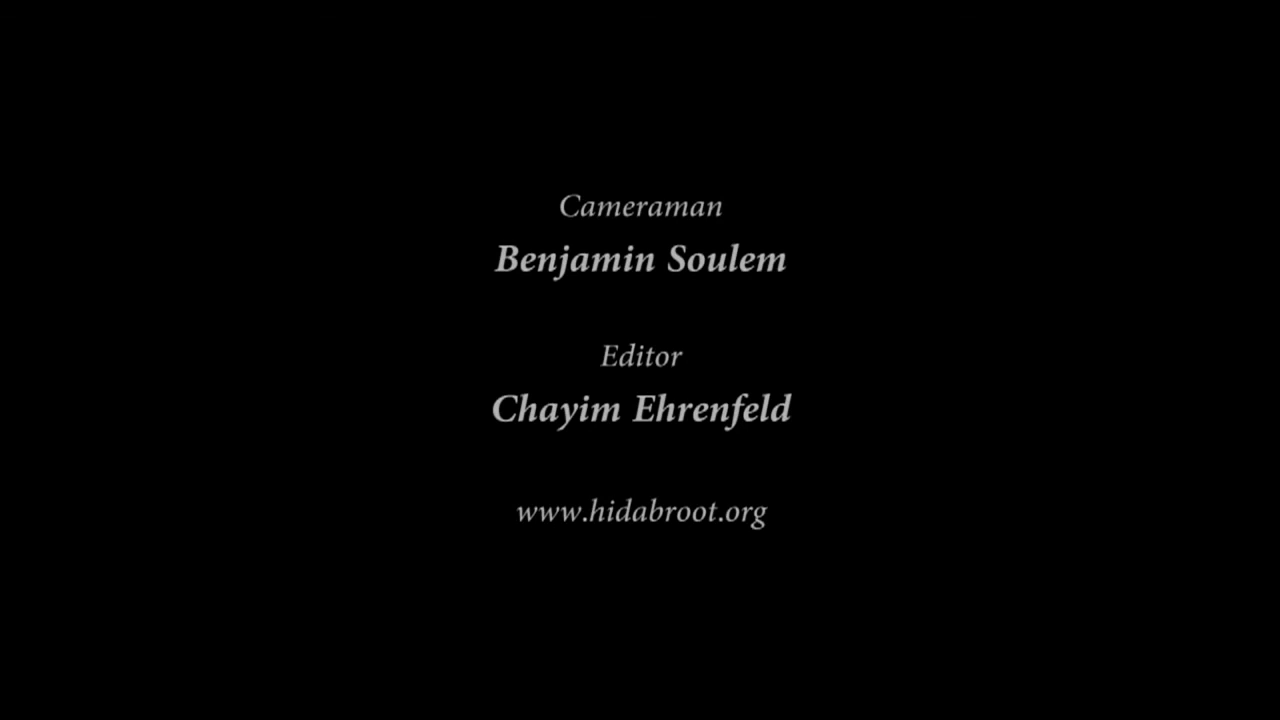 Cameraman
Benjamin Soulem
Editor
Chayim Ehrenfeld
www.hidabroot.org